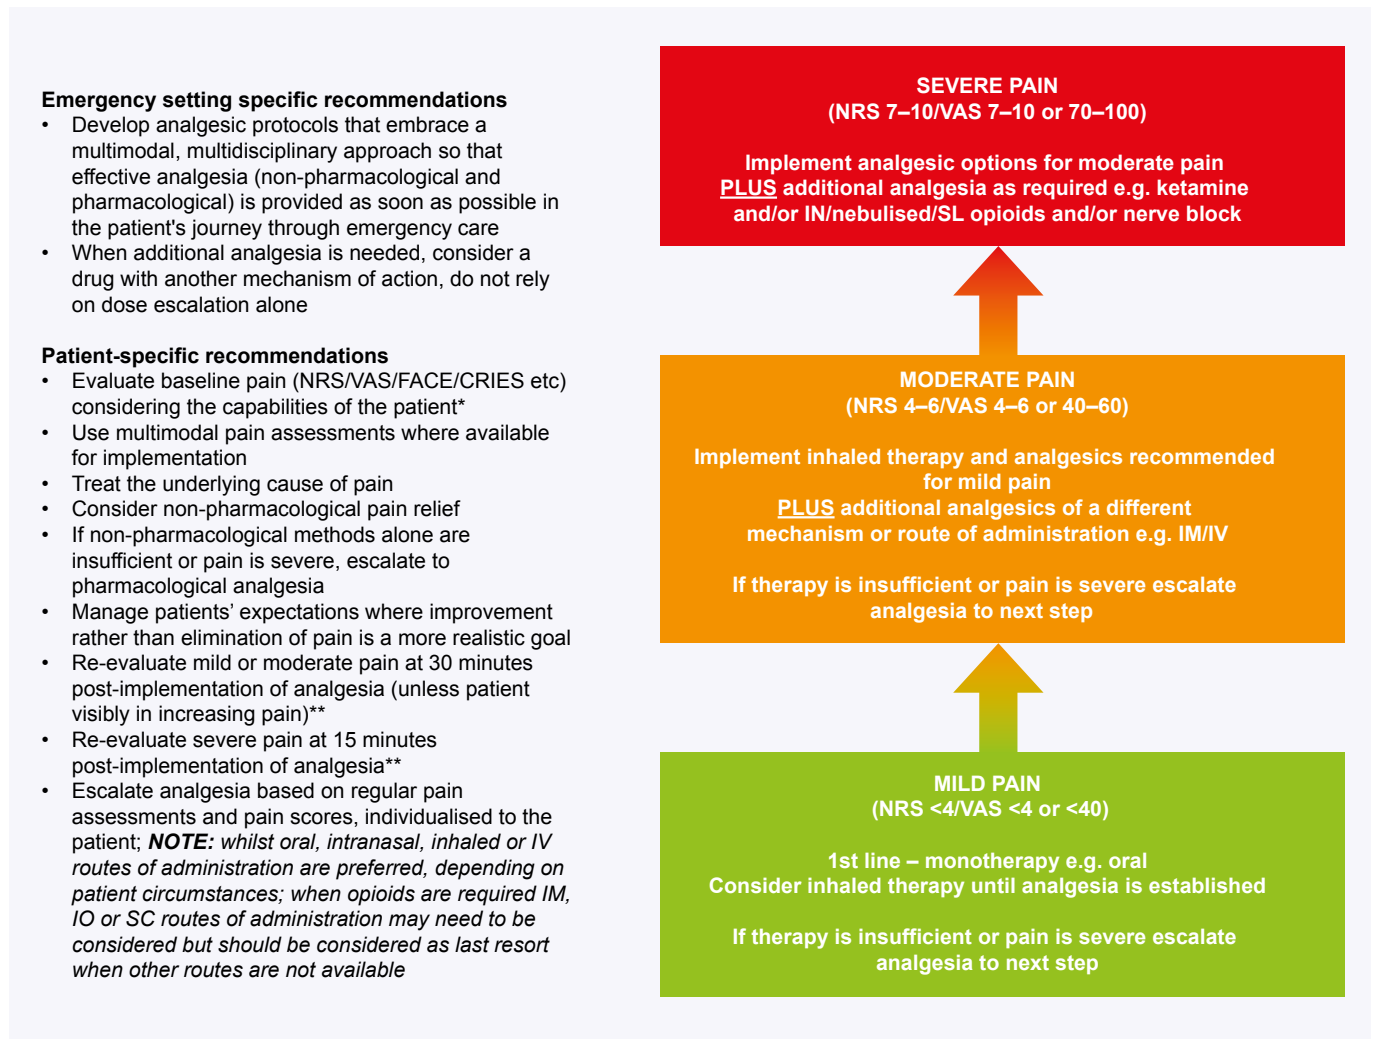 Emergency setting specific recommendations
• Develop analgesic protocols that embrace a
multimodal, multidisciplinary approach so that
effective analgesia (non-pharmacological and
pharmacological) is provided as soon as possible in
the patient's journey through emergency care
• When additional analgesia is needed, consider a
drug with another mechanism of action, do not rely
on dose escalation alone
Patient-specific recommendations
• Evaluate baseline pain (NRS/VAS/FACE/CRIES etc)
considering the capabilities of the patient*
• Use multimodal pain assessments where available
for implementation
• Treat the underlying cause of pain
• Consider non-pharmacological pain relief
• If non-pharmacological methods alone are
insufficient or pain is severe, escalate to
pharmacological analgesia
• Manage patients’ expectations where improvement
rather than elimination of pain is a more realistic goal
• Re-evaluate mild or moderate pain at 30 minutes
post-implementation of analgesia (unless patient
visibly in increasing pain)**
• Re-evaluate severe pain at 15 minutes
post-implementation of analgesia**
• Escalate analgesia based on regular pain
assessments and pain scores, individualised to the
patient; NOTE: whilst oral, intranasal, inhaled or IV
routes of administration are preferred, depending on
patient circumstances; when opioids are required IM,
IO or SC routes of administration may need to be
considered but should be considered as last resort
when other routes are not available
SEVERE PAIN
(NRS 7–10/VAS 7–10 or 70–100)
Implement analgesic options for moderate pain
PLUS additional analgesia as required e.g. ketamine
and/or IN/nebulised/SL opioids and/or nerve block
MODERATE PAIN
(NRS 4–6/VAS 4–6 or 40–60)
Implement inhaled therapy and analgesics recommended
for mild pain
PLUS additional analgesics of a different
mechanism or route of administration e.g. IM/IV
If therapy is insufficient or pain is severe escalate
analgesia to next step
MILD PAIN
(NRS <4/VAS <4 or <40)
1st line – monotherapy e.g. oral
Consider inhaled therapy until analgesia is established
If therapy is insufficient or pain is severe escalate
analgesia to next step